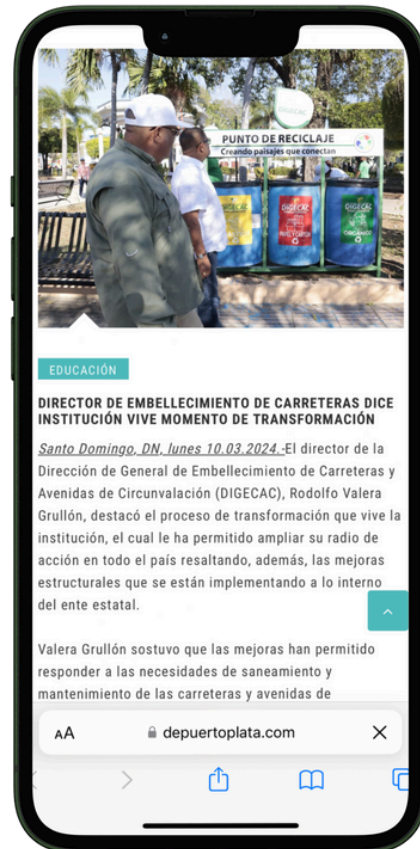 DIGECAC
PUNTO DE RECICLAJE
Creando paisajes que conectan
DIGECAC
DIGECAC
PAPEL Y CARTÓN
DIGECAC
ORGÁNICO
EDUCACIÓN
DIRECTOR DE EMBELLECIMIENTO DE CARRETERAS DICE
INSTITUCIÓN VIVE MOMENTO DE TRANSFORMACIÓN
Santo Domingo, DN, lunes 10.03.2024.-El director de la
Dirección de General de Embellecimiento de Carreteras y
Avenidas de Circunvalación (DIGECAC), Rodolfo Valera
Grullón, destacó el proceso de transformación que vive la
institución, el cual le ha permitido ampliar su radio de
acción en todo el país resaltando, además, las mejoras
estructurales que se están implementando a lo interno
del ente estatal.
Valera Grullón sostuvo que las mejoras han permitido
responder a las necesidades de saneamiento y
mantenimiento de las carreteras y avenidas de
AA
depuertoplata.com